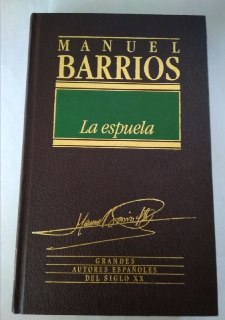 MANUEL
BARRIOS
La espuela
GRANDES
AUTORES ESPAÑOLES
DEL SIGLO XX